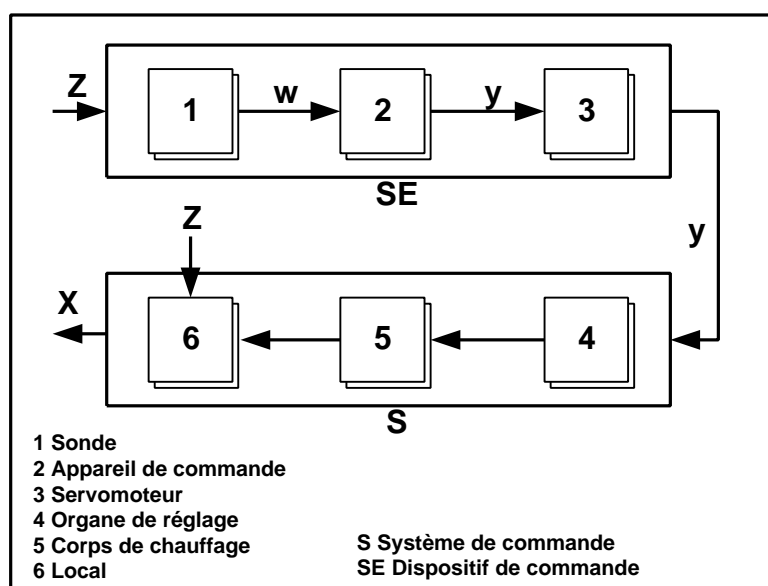 Z
1
w
2
y
3
SE
Z
y
X
6
5
4
S
1 Sonde
2 Appareil de commande
3 Servomoteur
4 Organe de réglage
5 Corps de chauffage
6 Local
S Système de commande
SE Dispositif de commande